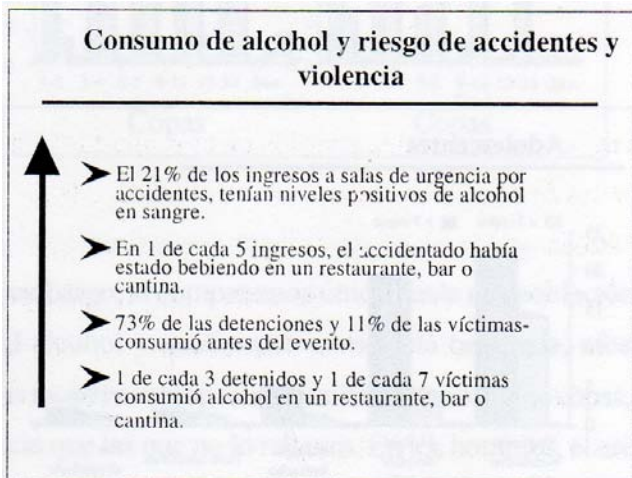 Consumo de alcohol y riesgo de accidentes y
violencia
Copas
Copas
Adolescentes
El 21% de los ingresos a salas de urgencia por
accidentes, tenían niveles positivos de alcohol
en sangre.
En 1 de cada 5 ingresos, el accidentado había
estado bebiendo en un restaurante, bar o
cantina.
73% de las detenciones y 11% de las víctimas-
consumió antes del evento.
1 de cada 3 detenidos y 1 de cada 7 víctimas
consumió alcohol en un restaurante, bar o
cantina.